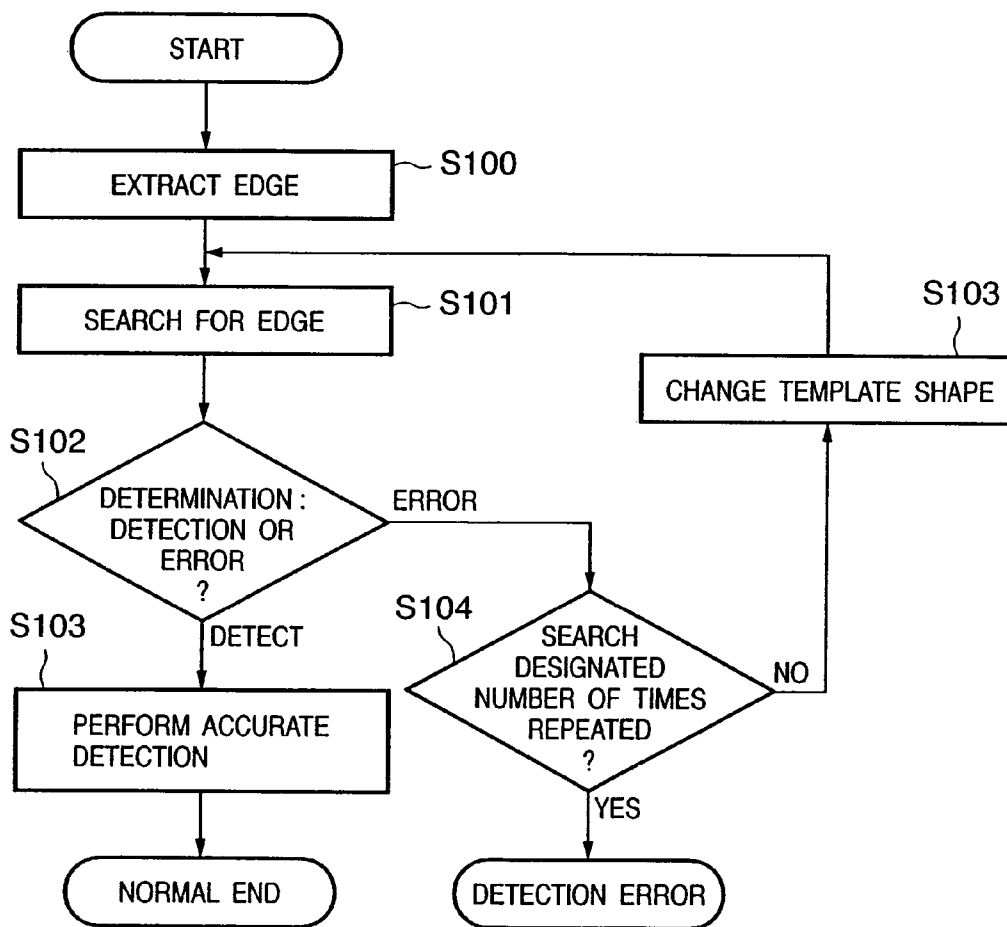 START
S100
EXTRACT EDGE
S101
SEARCH FOR EDGE
S103
CHANGE TEMPLATE SHAPE
S102
DETERMINATION :
DETECTION OR
ERROR
?
ERROR
DETECT
S104
SEARCH
DESIGNATED
NUMBER OF TIMES
REPEATED
?
NO
YES
S103
PERFORM ACCURATE
DETECTION
NORMAL END
DETECTION ERROR